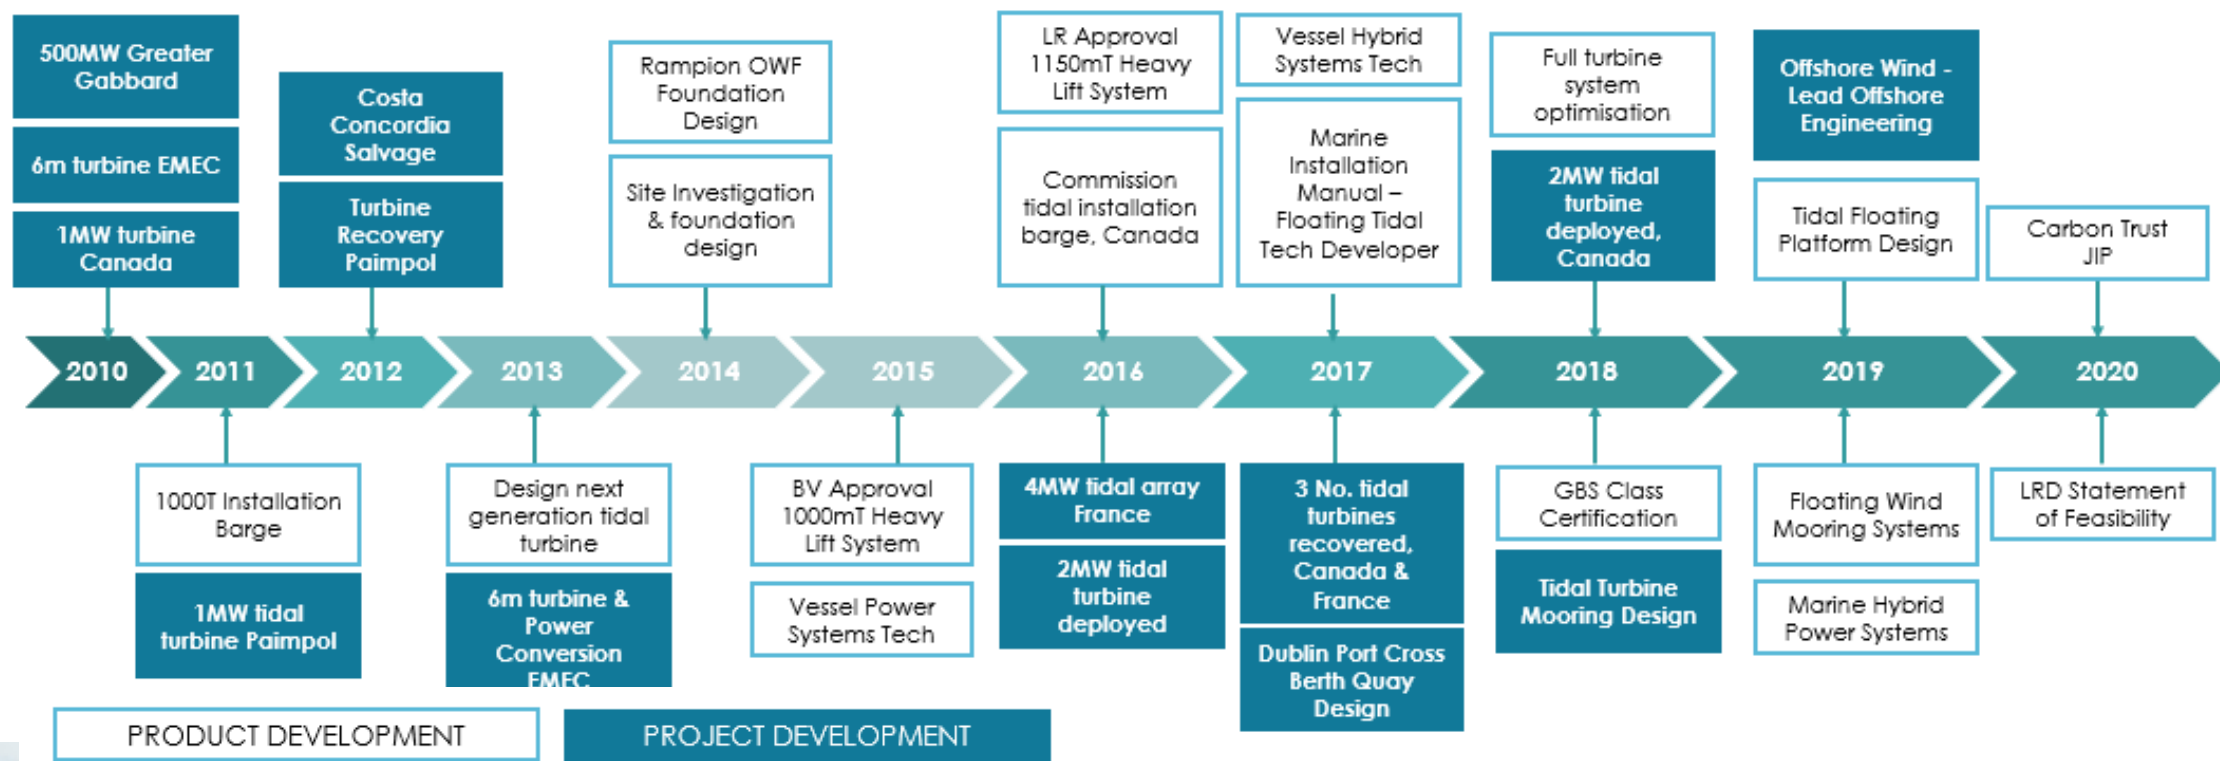 500MW Greater
Gabbard
6m turbine EMEC
1MW turbine
Canada
Costa
Concordia
Salvage
Turbine
Recovery
Paimpol
Rampion OWF
Foundation
Design
Site Investigation
& foundation
design
LR Approval
1150mT Heavy
Lift System
Commission
tidal installation
barge, Canada
Vessel Hybrid
Systems Tech
Marine
Installation
Manual –
Floating Tidal
Tech Developer
Full turbine
system
optimisation
2MW tidal
turbine
deployed,
Canada
Offshore Wind -
Lead Offshore
Engineering
Tidal Floating
Platform Design
Carbon Trust
JIP
2010
2011
2012
2013
2014
2015
2016
2017
2018
2019
2020
1000T Installation
Barge
1MW tidal
turbine Paimpol
Design next
generation tidal
turbine
6m turbine &
Power
Conversion
EMEC
BV Approval
1000mT Heavy
Lift System
Vessel Power
Systems Tech
4MW tidal array
France
2MW tidal
turbine
deployed
3 No. tidal
turbines
recovered,
Canada &
France
Dublin Port Cross
Berth Quay
Design
GBS Class
Certification
Tidal Turbine
Mooring Design
Floating Wind
Mooring Systems
Marine Hybrid
Power Systems
LRD Statement
of Feasibility
PRODUCT DEVELOPMENT
PROJECT DEVELOPMENT